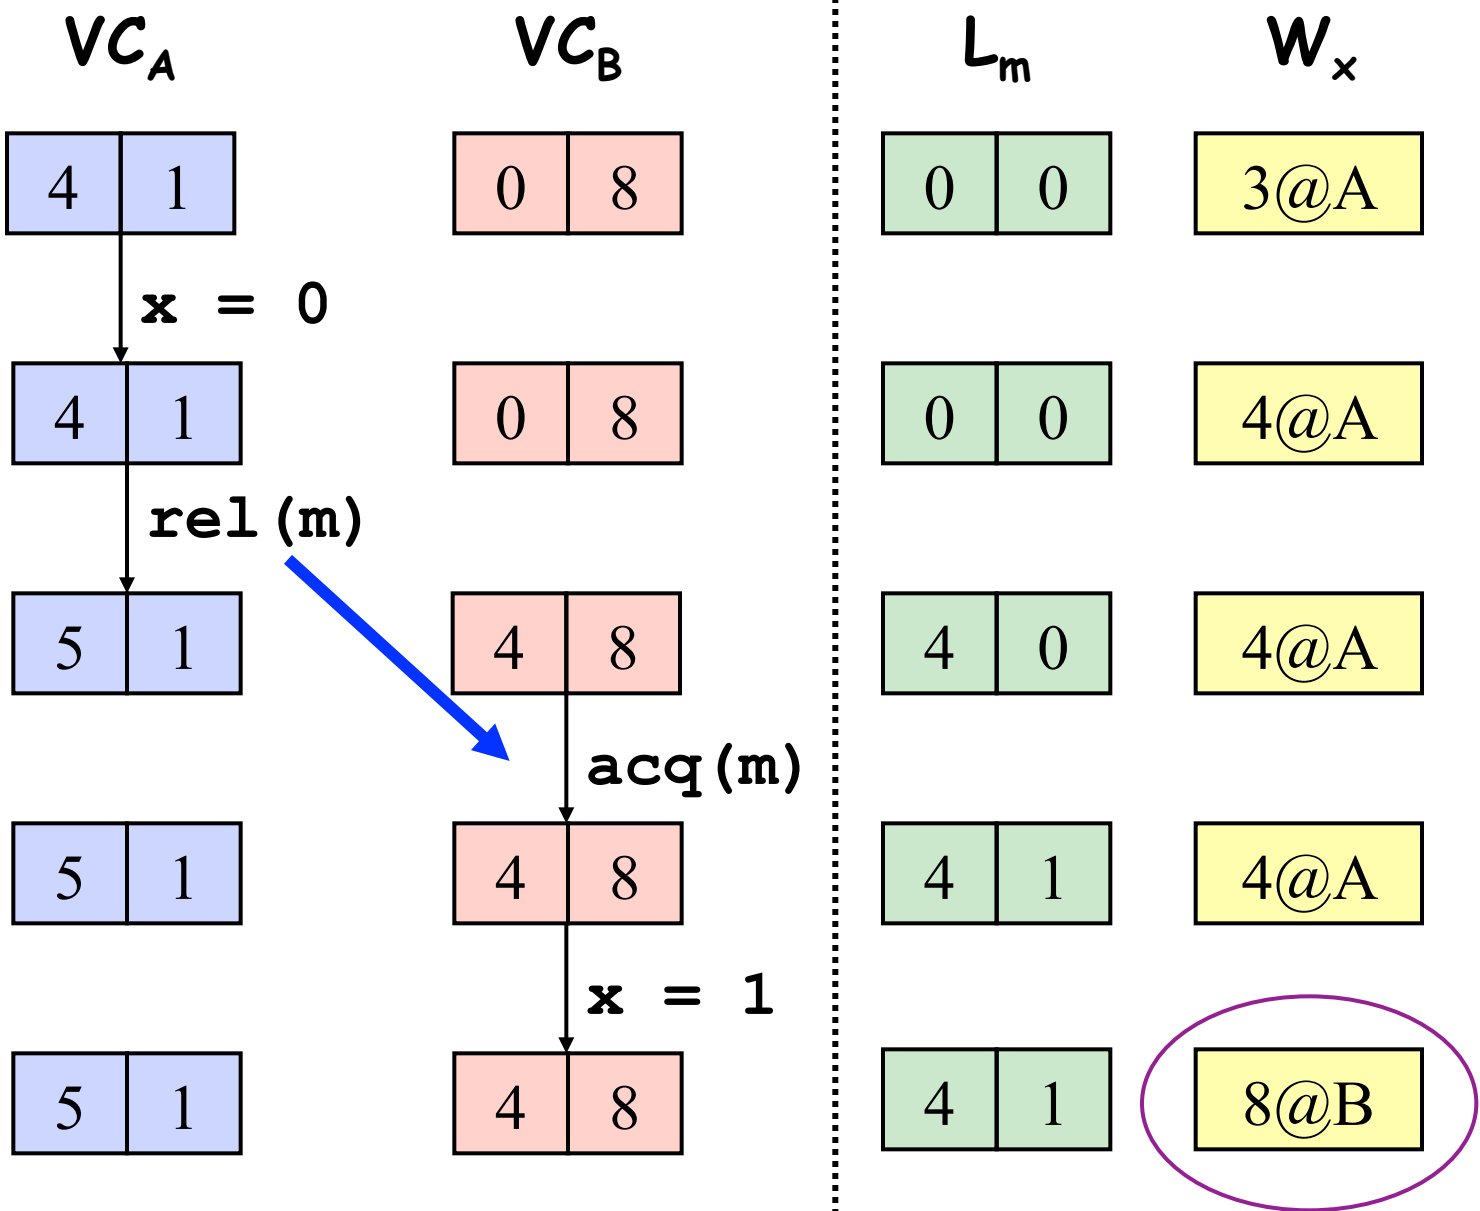 VCA VCB Lm Wx
4 1 0 8 0 0 3@A
x = 0
4 1 0 8 0 0 4@A
rel(m)
5 1 4 8 4 0 4@A
acq(m)
5 1 4 8 4 1 4@A
x = 1
5 1 4 8 4 1 8@B